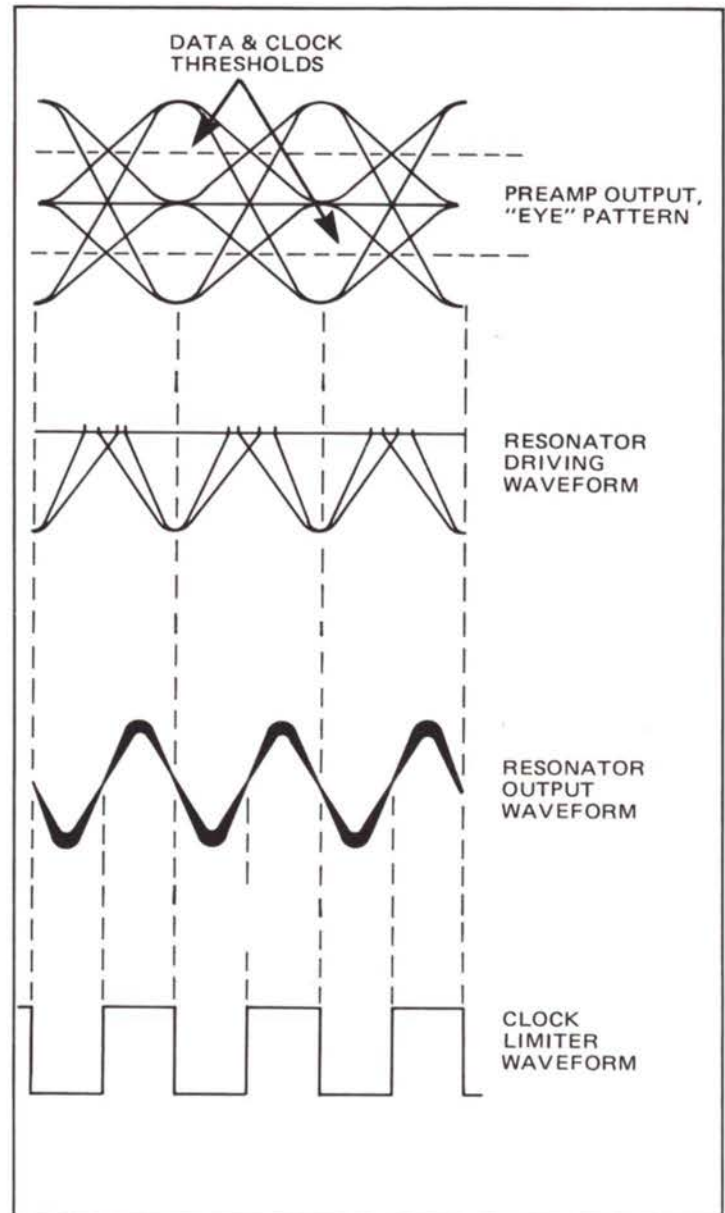 DATA & CLOCK
THRESHOLDS
PREAMP OUTPUT,
"EYE" PATTERN
RESONATOR
DRIVING
WAVEFORM
RESONATOR
OUTPUT
WAVEFORM
CLOCK
LIMITER
WAVEFORM